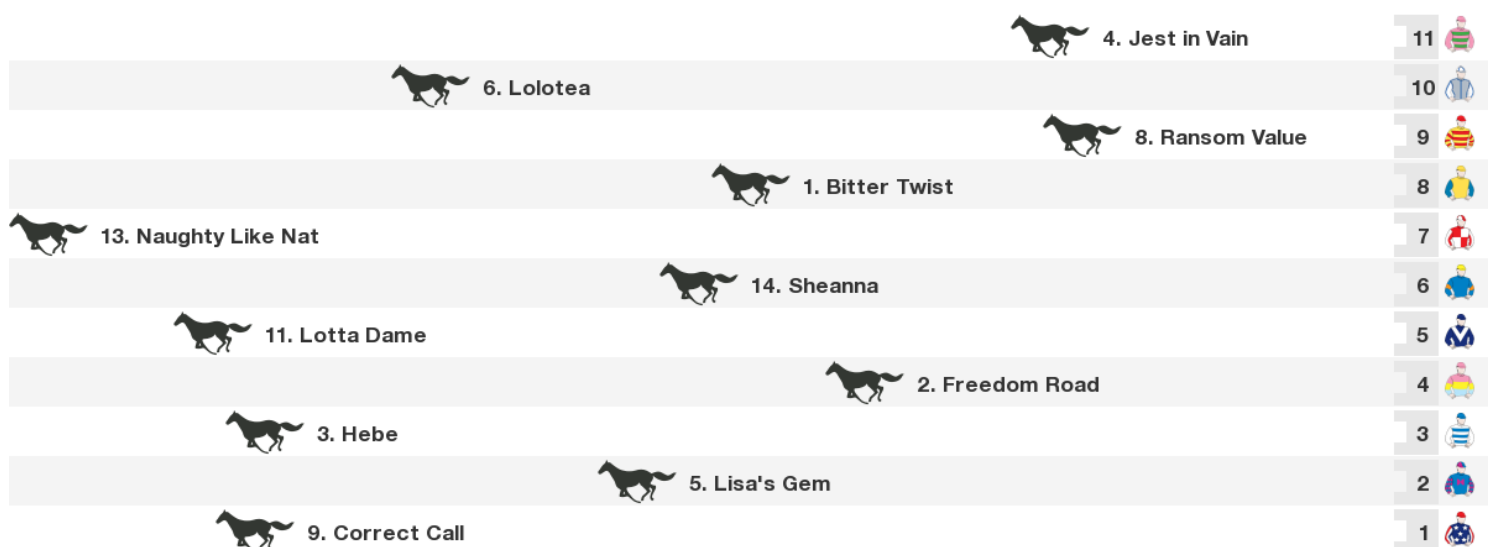 4. Jest in Vain 11
6. Lolotea 10
8. Ransom Value 9
1. Bitter Twist 8
13. Naughty Like Nat 7
14. Sheanna 6
11. Lotta Dame 5
2. Freedom Road 4
3. Hebe 3
5. Lisa's Gem 2
9. Correct Call 1